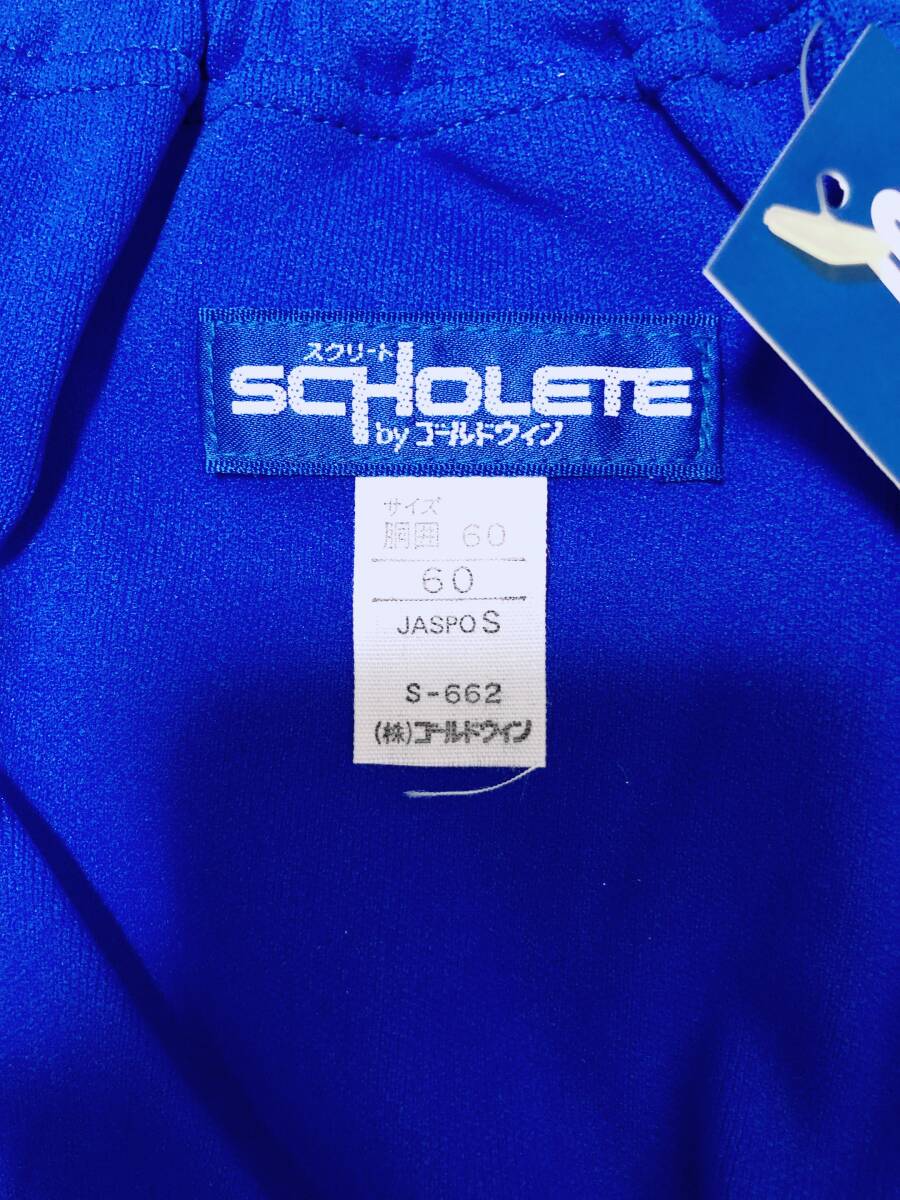 スクリート
SCHOLETE
by ゴールドウイン
サイズ
胴囲 60
60
JASPO S
S-662
(株)ゴールドウイン